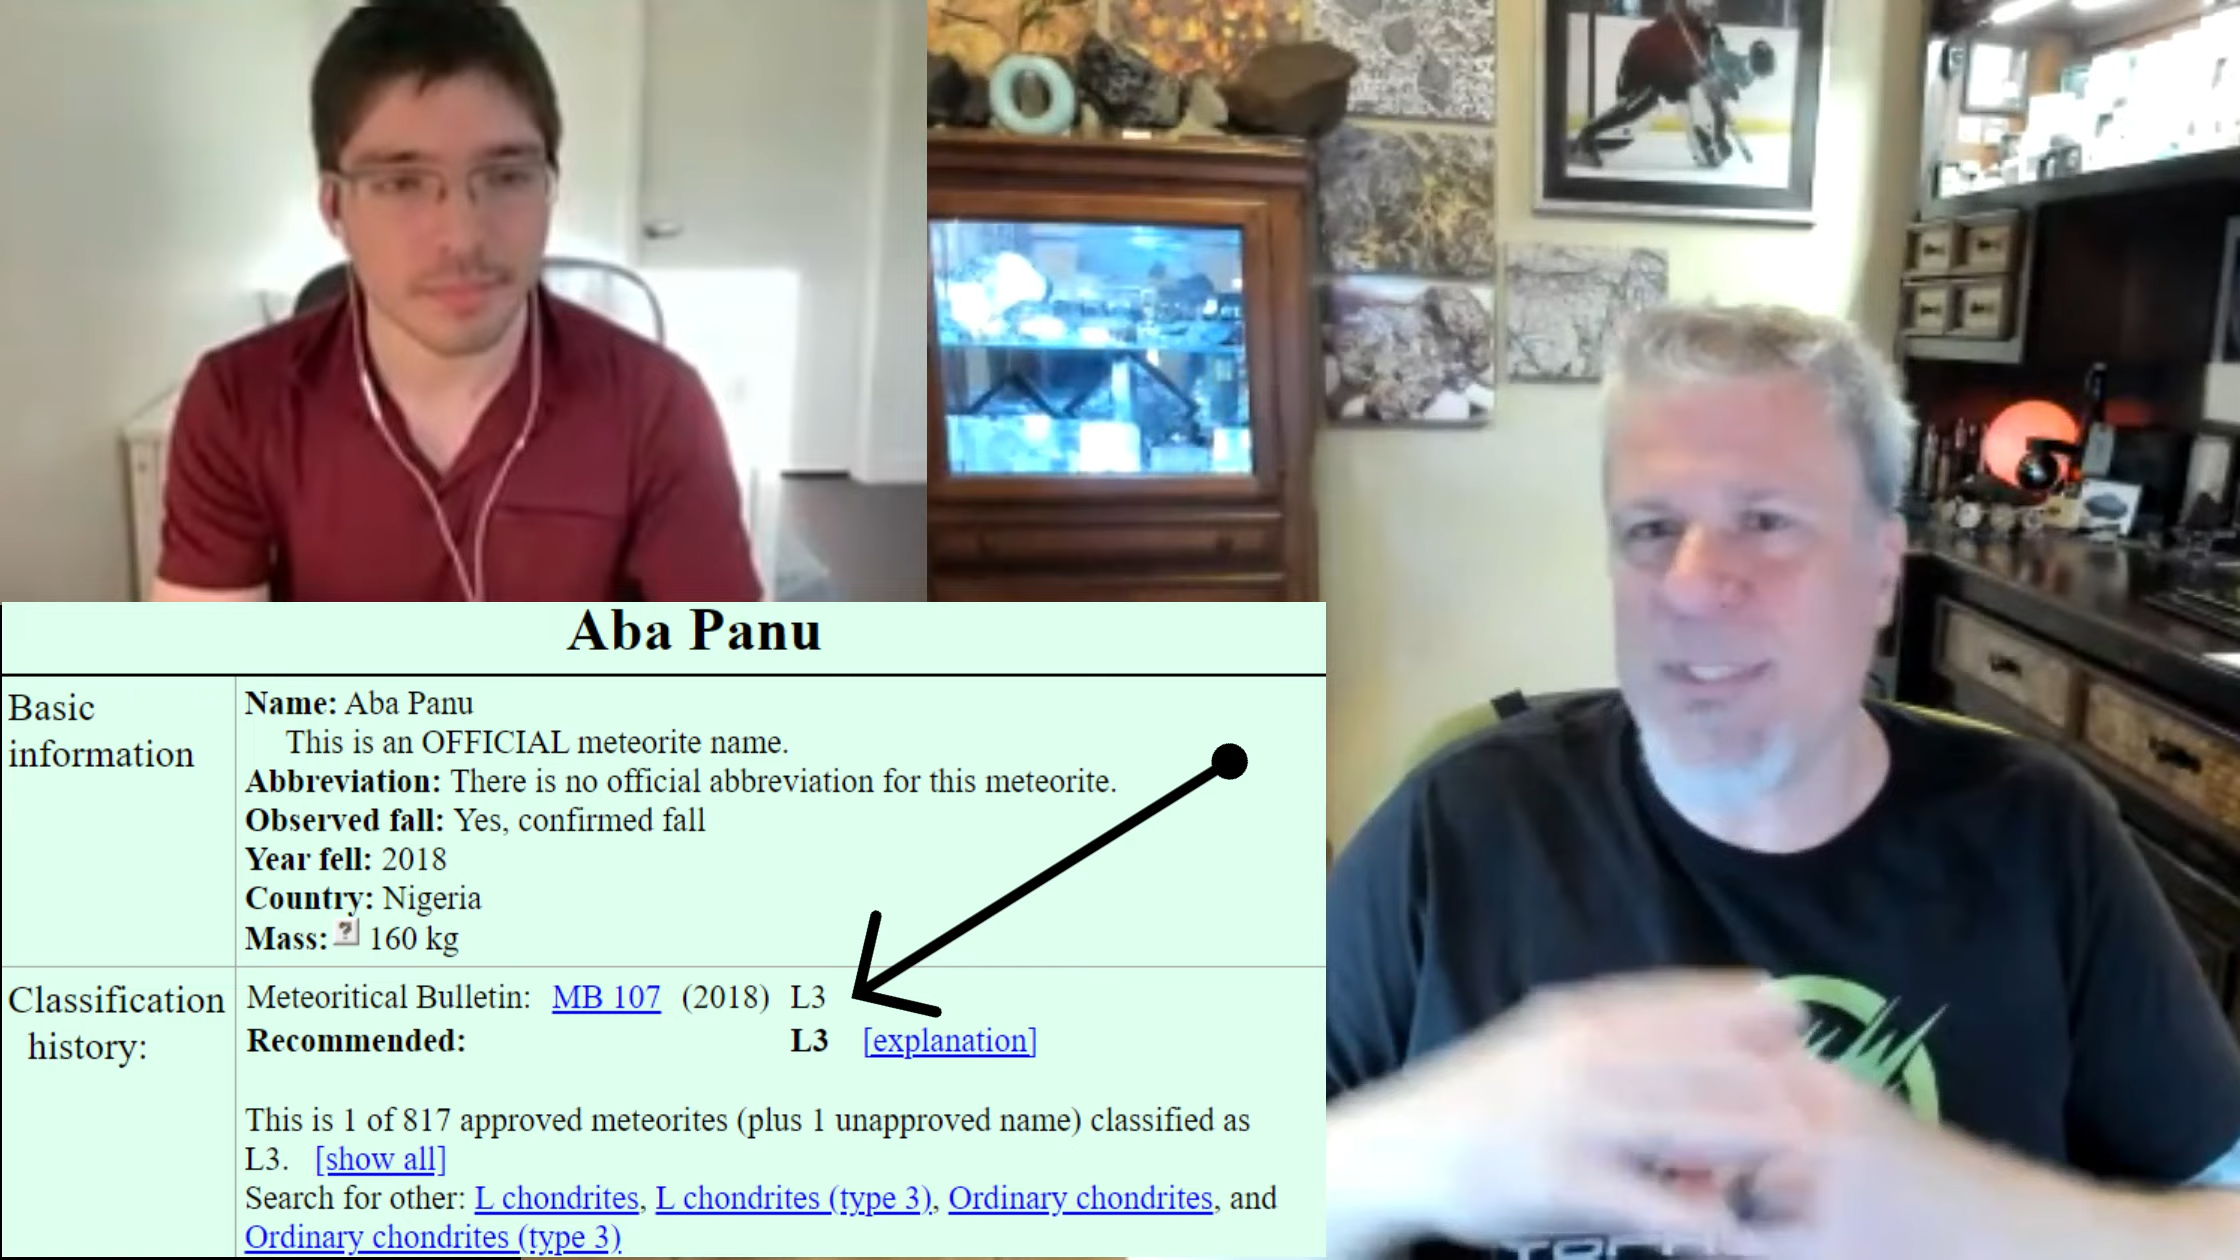 Aba Panu
Basic
information
Name: Aba Panu
This is an OFFICIAL meteorite name.
Abbreviation: There is no official abbreviation for this meteorite.
Observed fall: Yes, confirmed fall
Year fell: 2018
Country: Nigeria
Mass: ? 160 kg
Classification
history:
Meteoritical Bulletin: MB 107 (2018) L3
Recommended: L3 [explanation]
This is 1 of 817 approved meteorites (plus 1 unapproved name) classified as
L3. [show all]
Search for other: L chondrites, L chondrites (type 3), Ordinary chondrites, and
Ordinary chondrites (type 3)